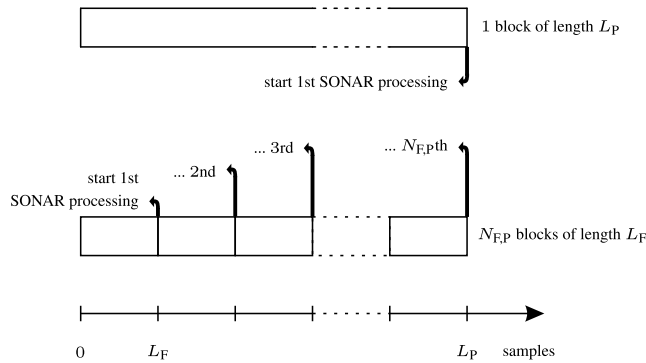 1 block of length L_P
start 1st SONAR processing
... 3rd
... N_F,Pth
... 2nd
start 1st
SONAR processing
N_F,P blocks of length L_F
0
L_F
L_P
samples